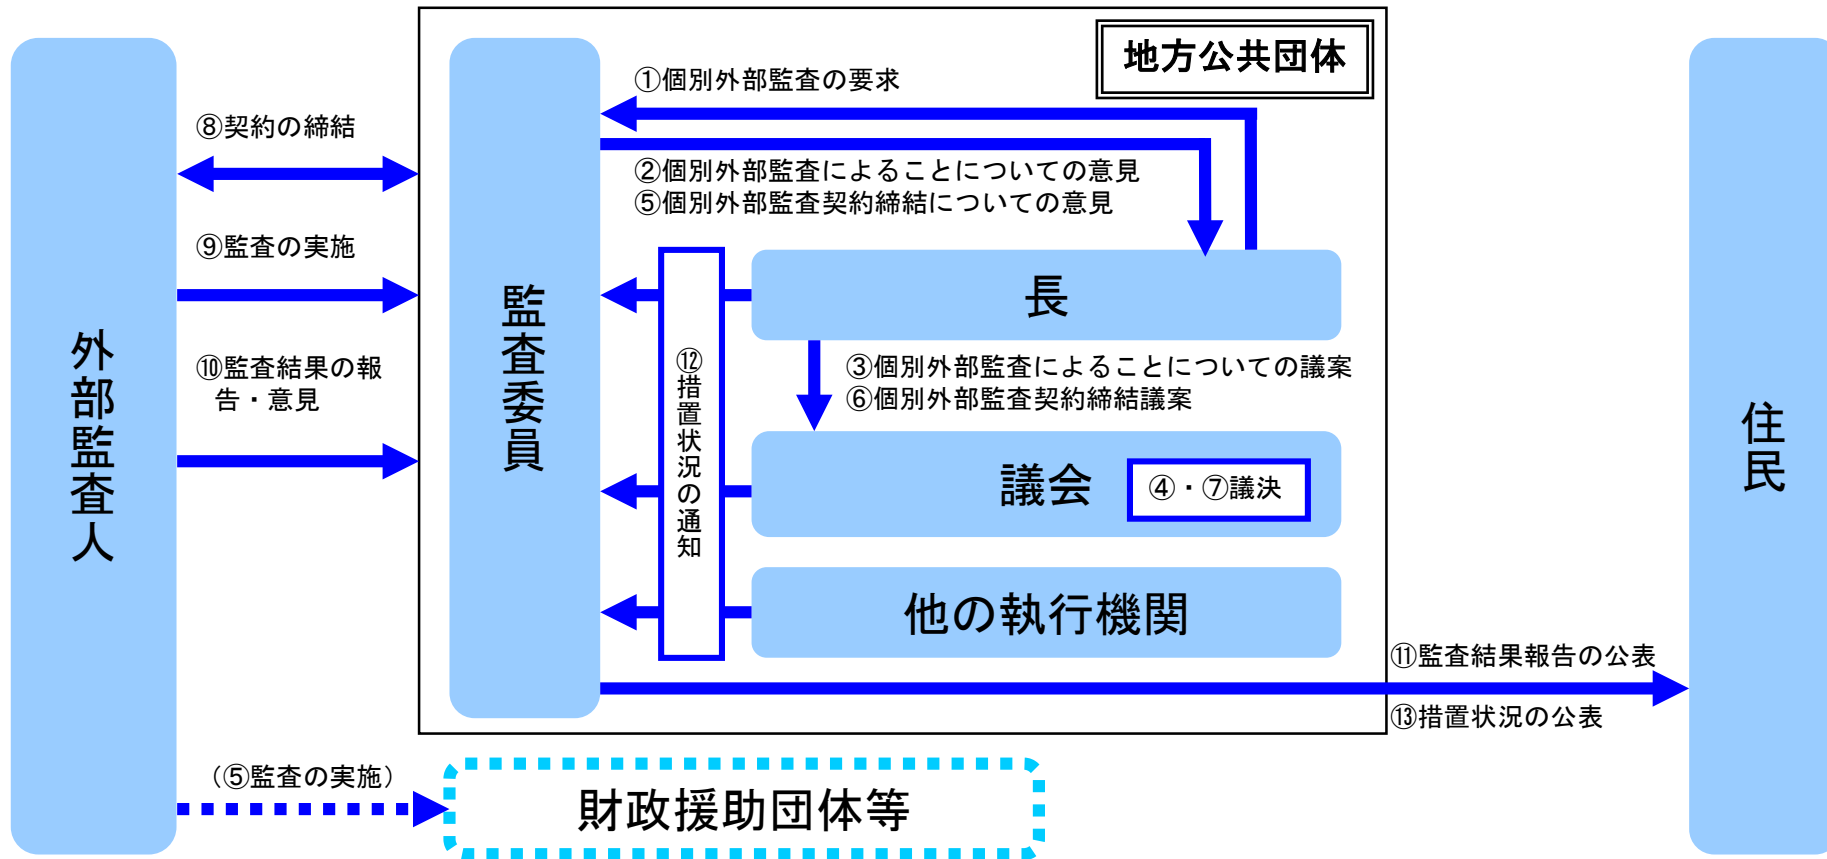 地方公共団体
①個別外部監査の要求
⑧契約の締結
②個別外部監査によることについての意見
⑤個別外部監査契約締結についての意見
⑨監査の実施
長
監査委員
外部監査人
⑩監査結果の報
告・意見
⑫措置状況の通知
③個別外部監査によることについての議案
⑥個別外部監査契約締結議案
住民
議会
④・⑦議決
他の執行機関
⑪監査結果報告の公表
⑬措置状況の公表
（⑤監査の実施）
財政援助団体等